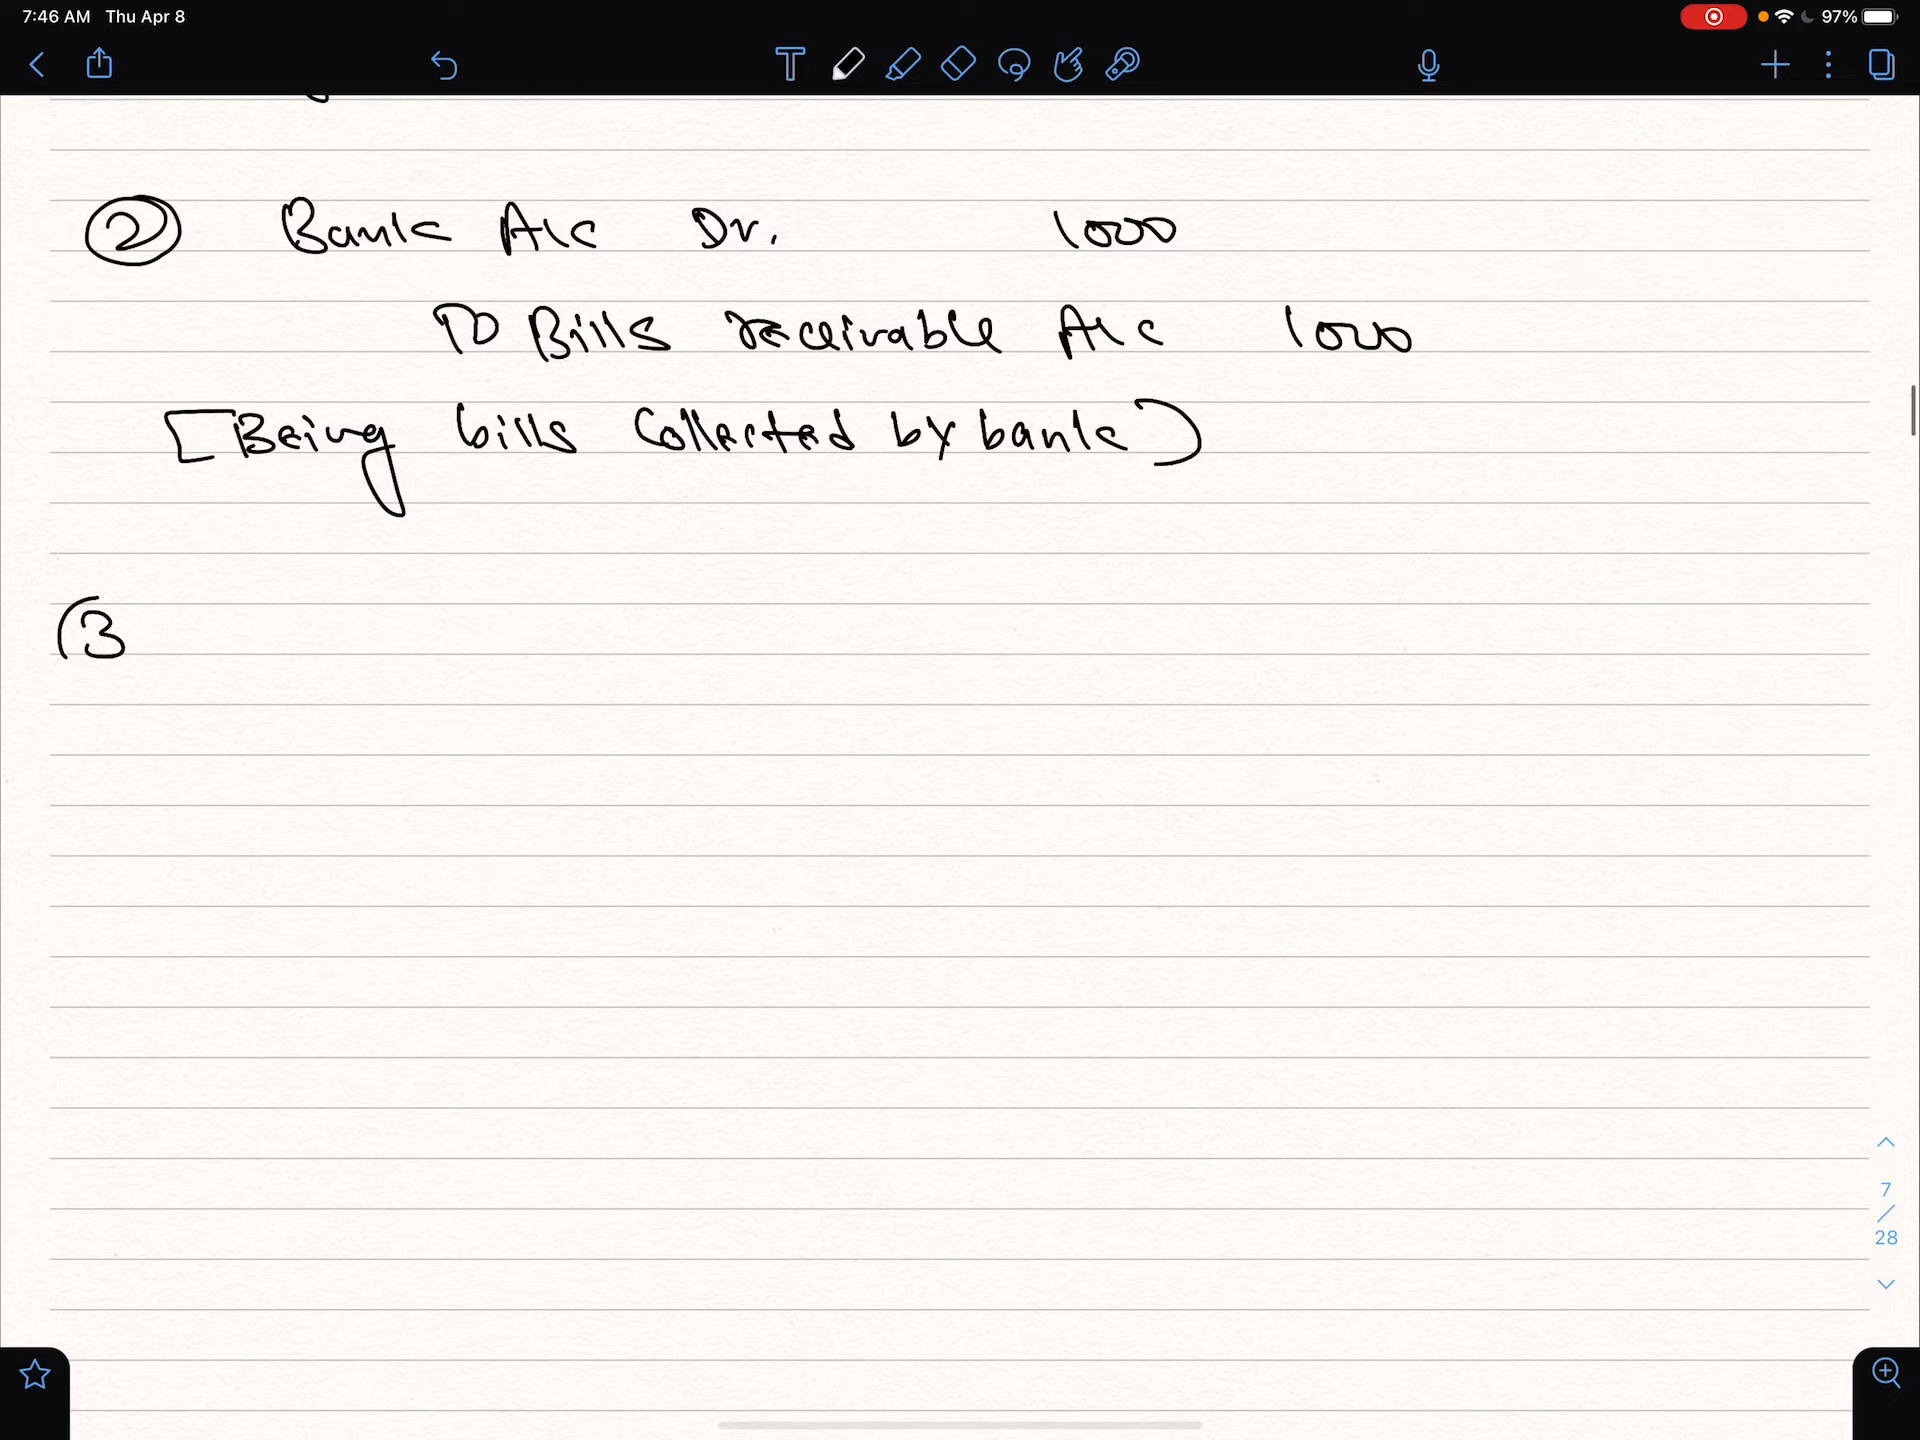 7:46 AM Thu Apr 8 97%
② Bank A/c Dr. 1000
To Bills receivable A/c 1000
[Being bills collected by bank)
(3
7
/
28